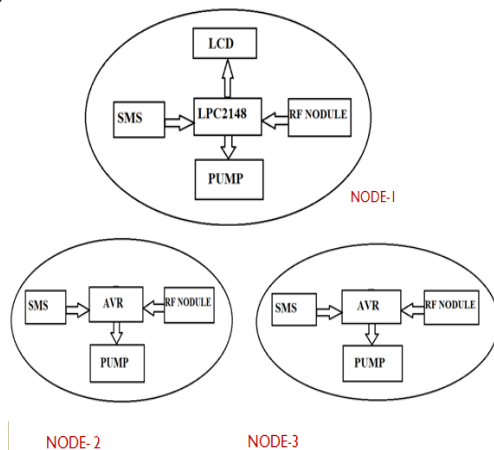 LCD
SMS
LPC2148
RF NODULE
PUMP
NODE-1
SMS
AVR
RF NODULE
PUMP
SMS
AVR
RF NODULE
PUMP
NODE- 2
NODE-3